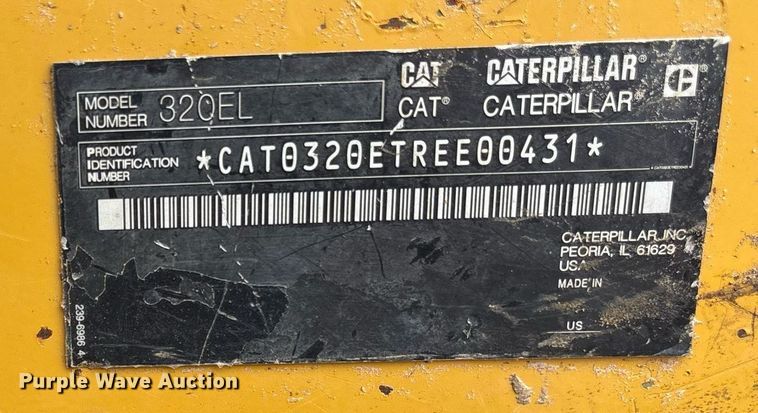 CAT CATERPILLAR
CAT® CATERPILLAR
MODEL NUMBER 320EL
PRODUCT IDENTIFICATION NUMBER *CAT0320ETREE00431*
CATERPILLAR INC.
PEORIA, IL 61629
USA
MADE IN
US
239-6986 4
Purple Wave Auction